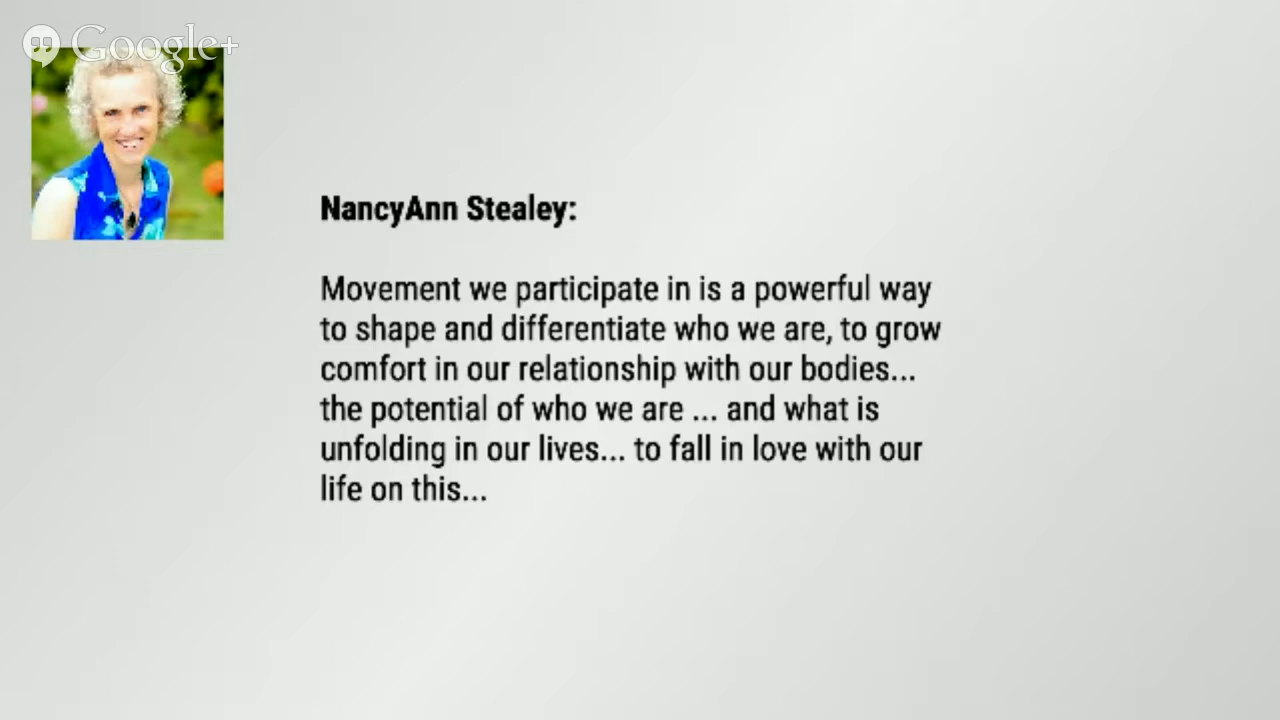 Google+
NancyAnn Stealey:
Movement we participate in is a powerful way
to shape and differentiate who we are, to grow
comfort in our relationship with our bodies...
the potential of who we are ... and what is
unfolding in our lives... to fall in love with our
life on this...